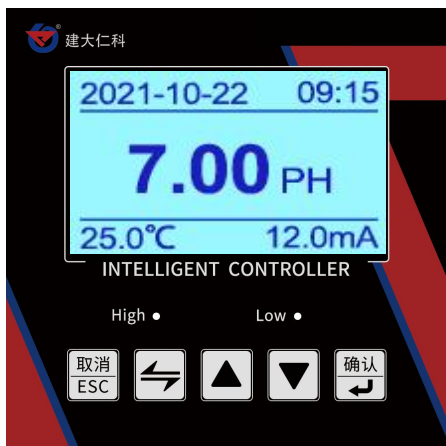 建大仁科
2021-10-22 09:15
7.00 PH
25.0℃ 12.0mA
INTELLIGENT CONTROLLER
High Low
取消 确认
ESC